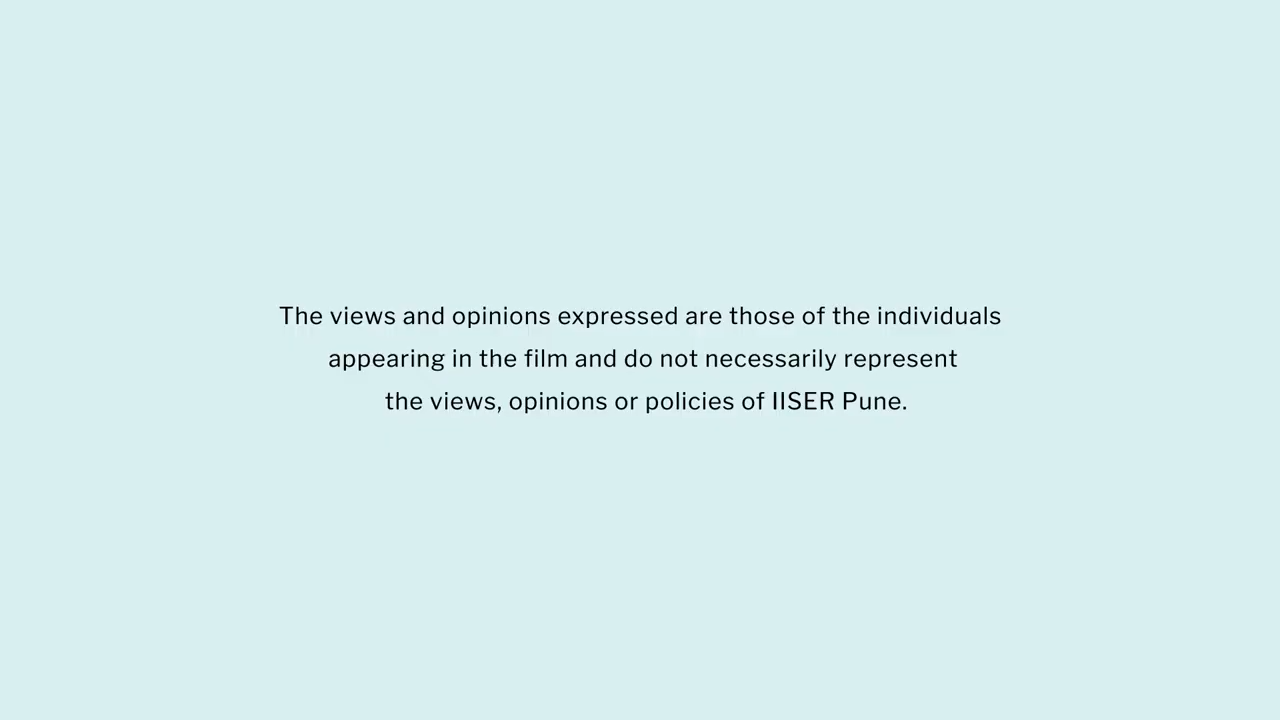 The views and opinions expressed are those of the individuals
appearing in the film and do not necessarily represent
the views, opinions or policies of IISER Pune.